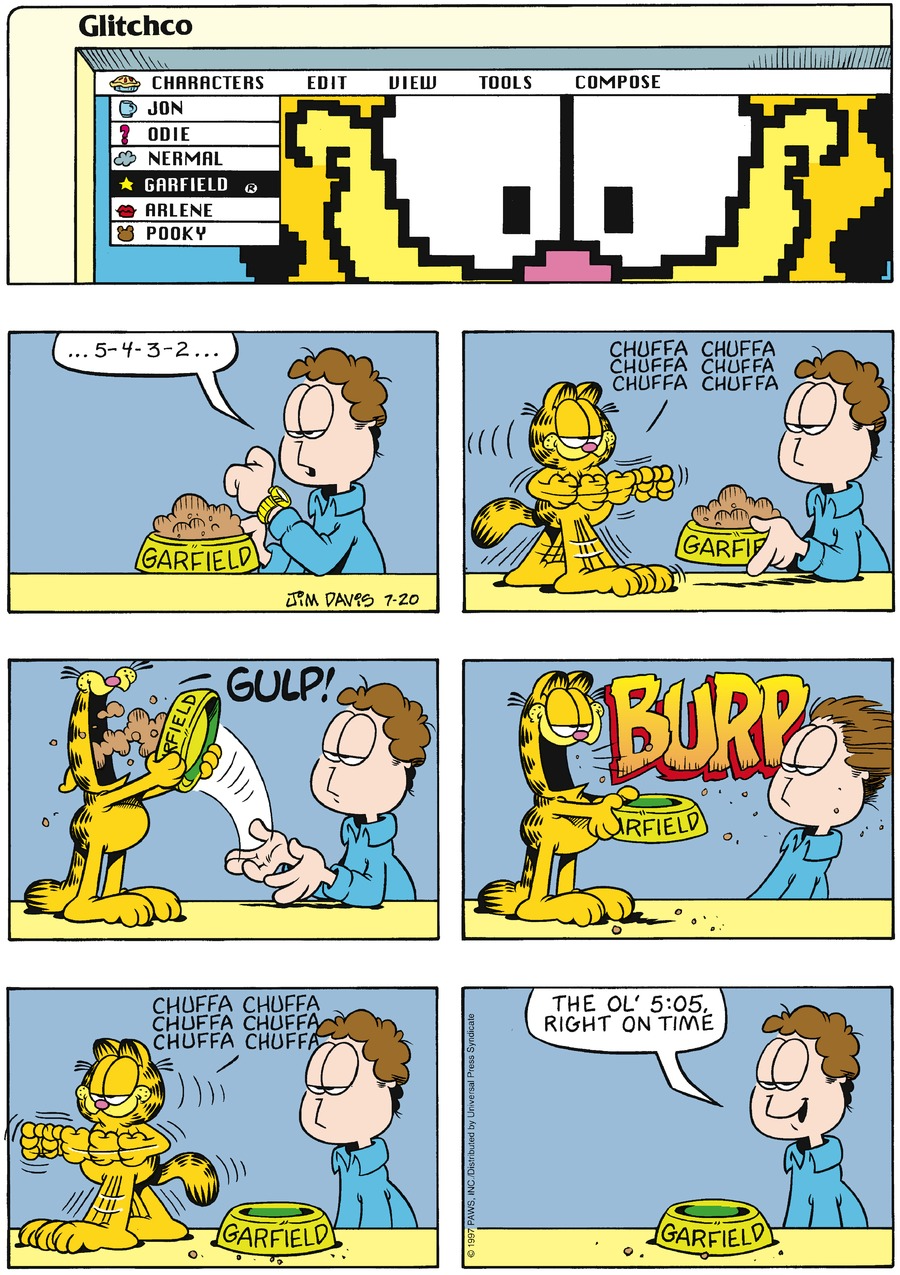 Glitchco
CHARACTERS EDIT VIEW TOOLS COMPOSE
JON
ODIE
NERMAL
GARFIELD ®
ARLENE
POOKY
...5-4-3-2...
GARFIELD
JIM DAVIS 7-20
CHUFFA CHUFFA
CHUFFA CHUFFA
CHUFFA CHUFFA
GARFIE
GULP!
RFIELD
BURP
ARFIELD
CHUFFA CHUFFA
CHUFFA CHUFFA
CHUFFA CHUFFA
GARFIELD
THE OL' 5:05,
RIGHT ON TIME
GARFIELD
© 1997 PAWS, INC./Distributed by Universal Press Syndicate